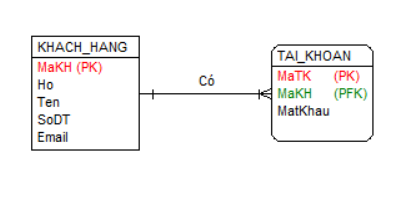 KHACH_HANG
MaKH (PK)
Ho
Ten
SoDT
Email
Có
TAI_KHOAN
MaTK (PK)
MaKH (PFK)
MatKhau